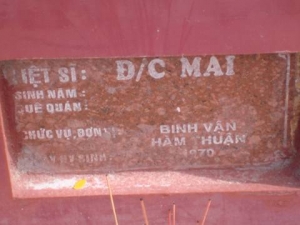 IỆT SĨ: Đ/C MAI
SINH NĂM:
QUÊ QUÁN:
CHỨC VỤ, ĐƠN VỊ: BINH VẬN
HÀM THUẬN
1970